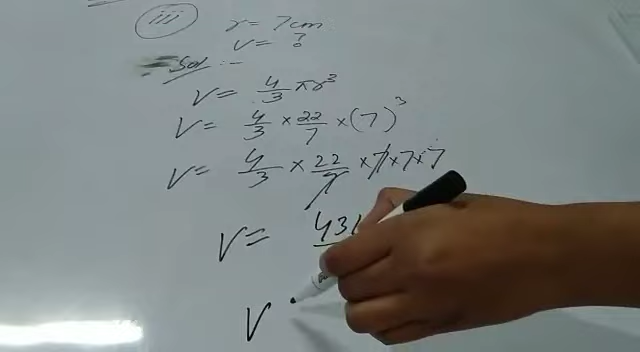 (iii) r = 7cm
V = ?
Sol :-
V = 4/3 πr³
V = 4/3 × 22/7 × (7)³
V = 4/3 × 22/7 × 7 × 7 × 7
V = 431
V